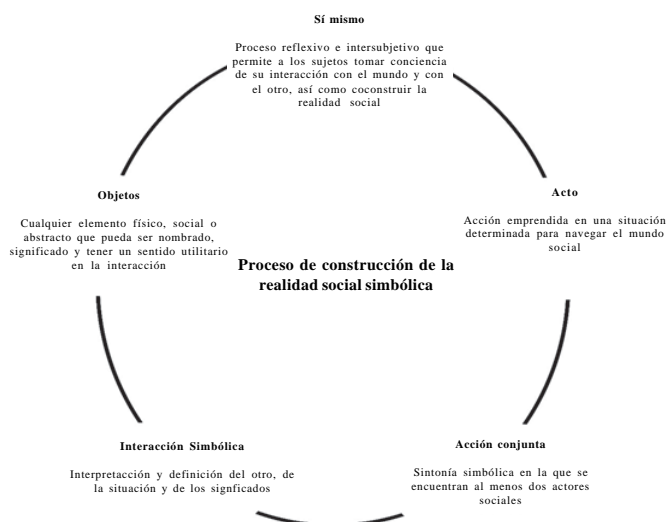 Sí mismo
Proceso reflexivo e intersubjetivo que
permite a los sujetos tomar conciencia
de su interacción con el mundo y con
el otro, así como coconstruir la
realidad social
Objetos
Cualquier elemento físico, social o
abstracto que pueda ser nombrado,
significado y tener un sentido utilitario
en la interacción
Acto
Acción emprendida en una situación
determinada para navegar el mundo
social
Proceso de construcción de la
realidad social simbólica
Interacción Simbólica
Interpretacción y definición del otro, de
la situación y de los signficados
Acción conjunta
Sintonía simbólica en la que se
encuentran al menos dos actores
sociales